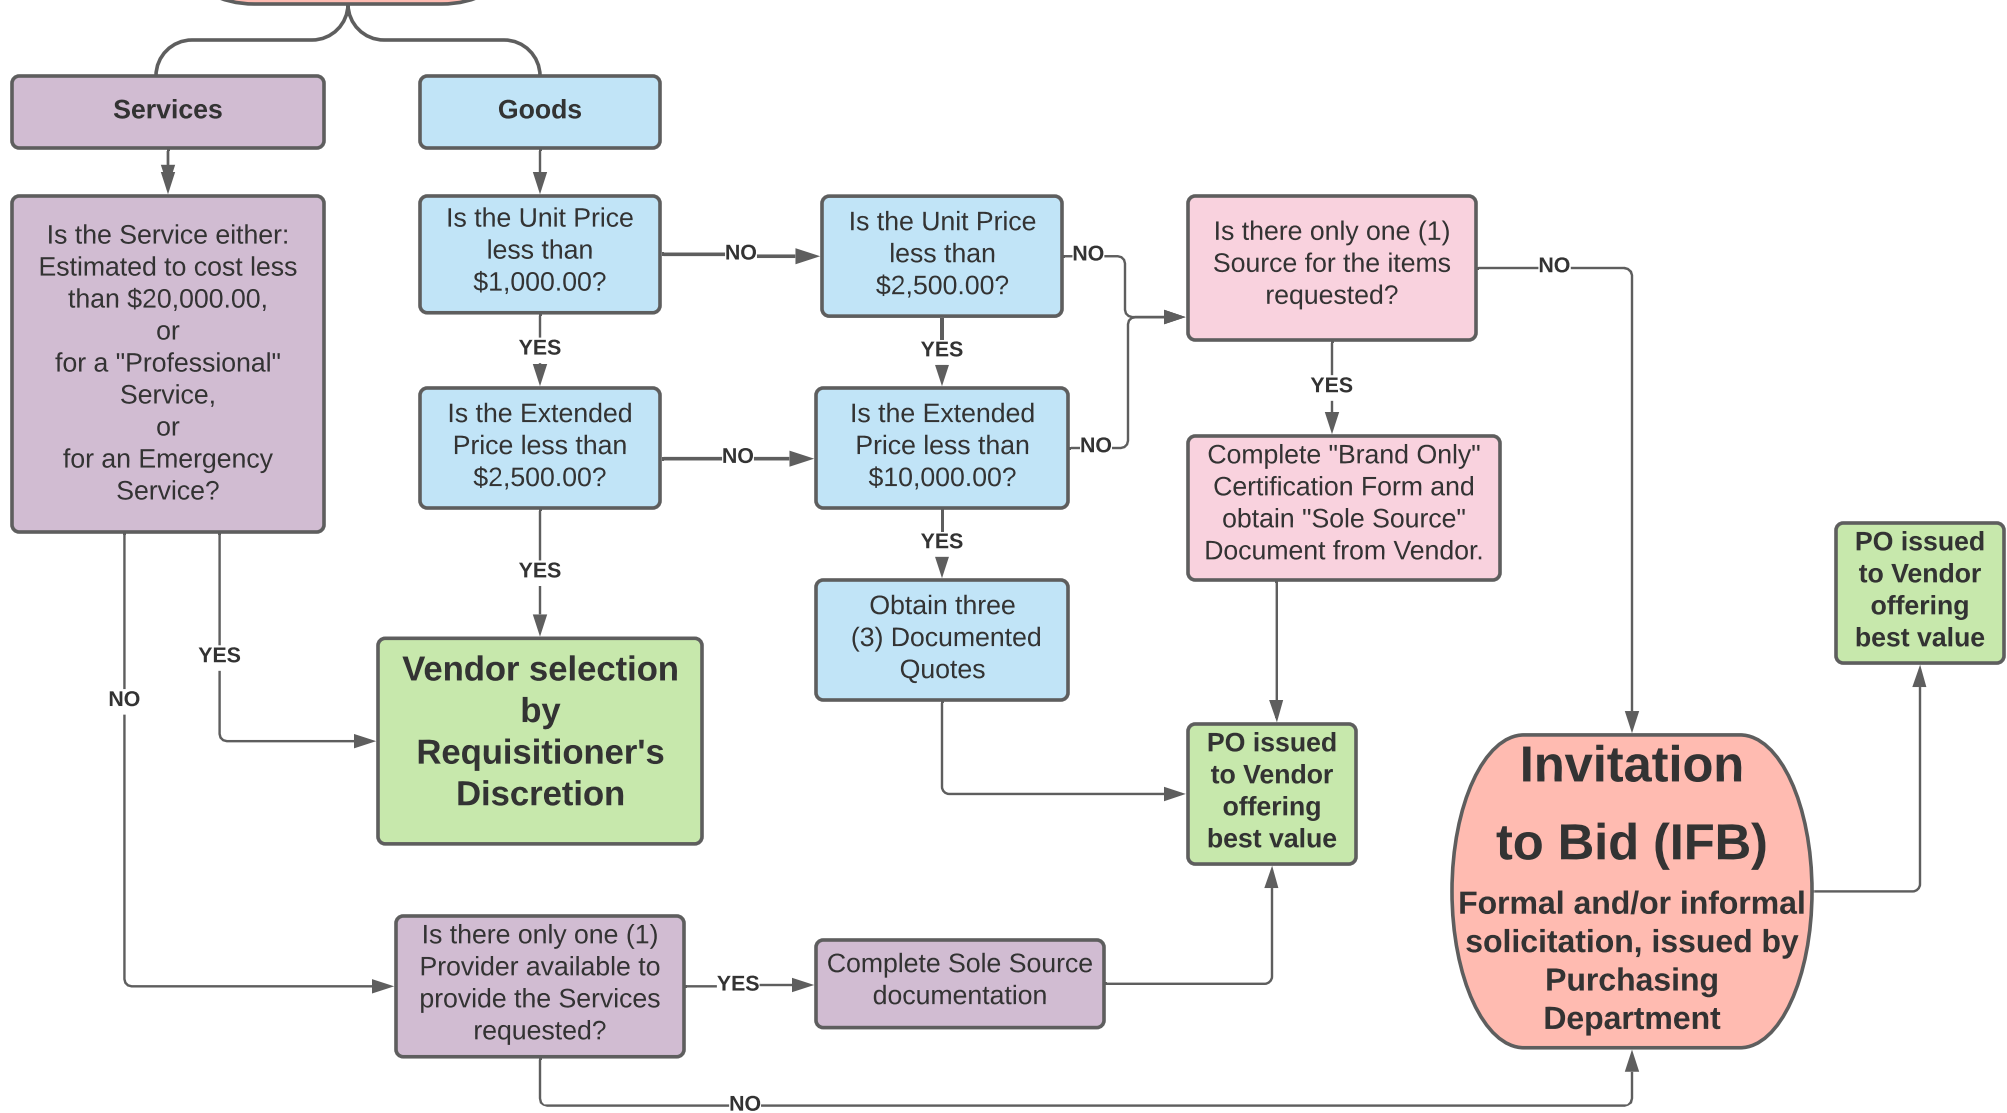 Services
Goods
Is the Service either:
Estimated to cost less
than $20,000.00,
or
for a "Professional"
Service,
or
for an Emergency
Service?
Is the Unit Price
less than
$1,000.00?
NO
Is the Unit Price
less than
$2,500.00?
NO
Is there only one (1)
Source for the items
requested?
NO
YES
YES
YES
Is the Extended
Price less than
$2,500.00?
NO
Is the Extended
Price less than
$10,000.00?
NO
Complete "Brand Only"
Certification Form and
obtain "Sole Source"
Document from Vendor.
YES
YES
PO issued
to Vendor
offering
best value
Obtain three
(3) Documented
Quotes
YES
NO
Vendor selection
by
Requisitioner's
Discretion
PO issued
to Vendor
offering
best value
Invitation
to Bid (IFB)
Formal and/or informal
solicitation, issued by
Purchasing
Department
Is there only one (1)
Provider available to
provide the Services
requested?
YES
Complete Sole Source
documentation
NO